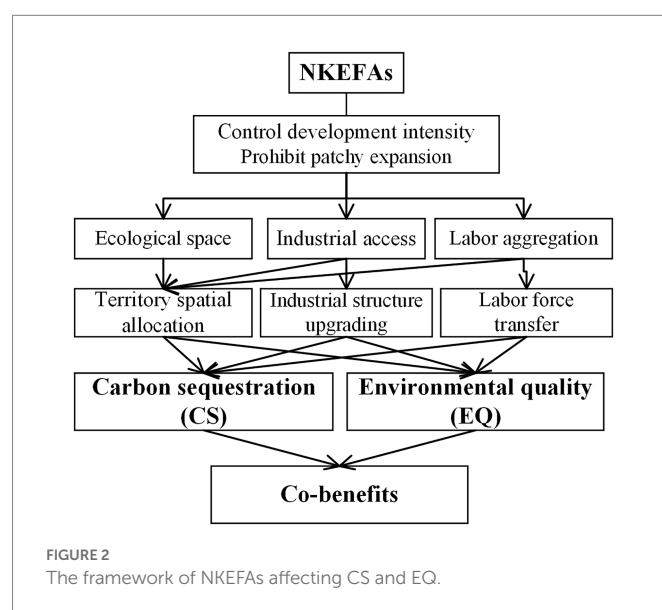 NKEFAs
Control development intensity
Prohibit patchy expansion
Ecological space
Industrial access
Labor aggregation
Territory spatial
allocation
Industrial structure
upgrading
Labor force
transfer
Carbon sequestration
(CS)
Environmental quality
(EQ)
Co-benefits
FIGURE 2
The framework of NKEFAs affecting CS and EQ.